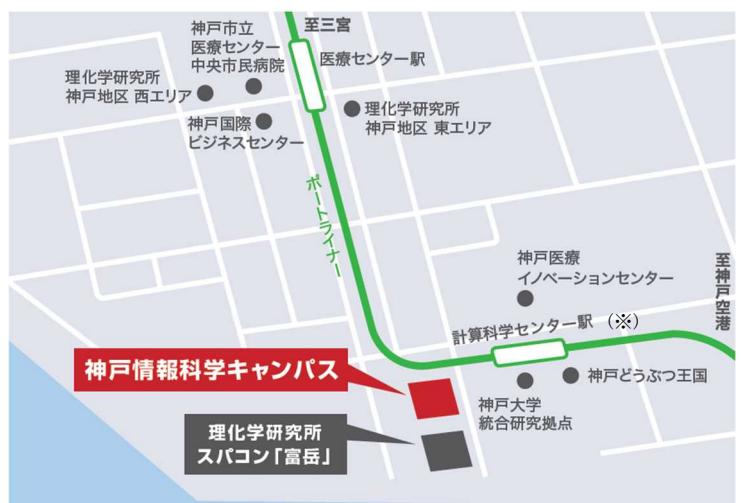 至三宮
神戸市立
医療センター
中央市民病院
医療センター駅
理化学研究所
神戸地区 西エリア
理化学研究所
神戸地区 東エリア
神戸国際
ビジネスセンター
ポートライナー
神戸医療
イノベーションセンター
至神戸空港
計算科学センター駅 (※)
神戸情報科学キャンパス
神戸どうぶつ王国
神戸大学
統合研究拠点
理化学研究所
スパコン「富岳」